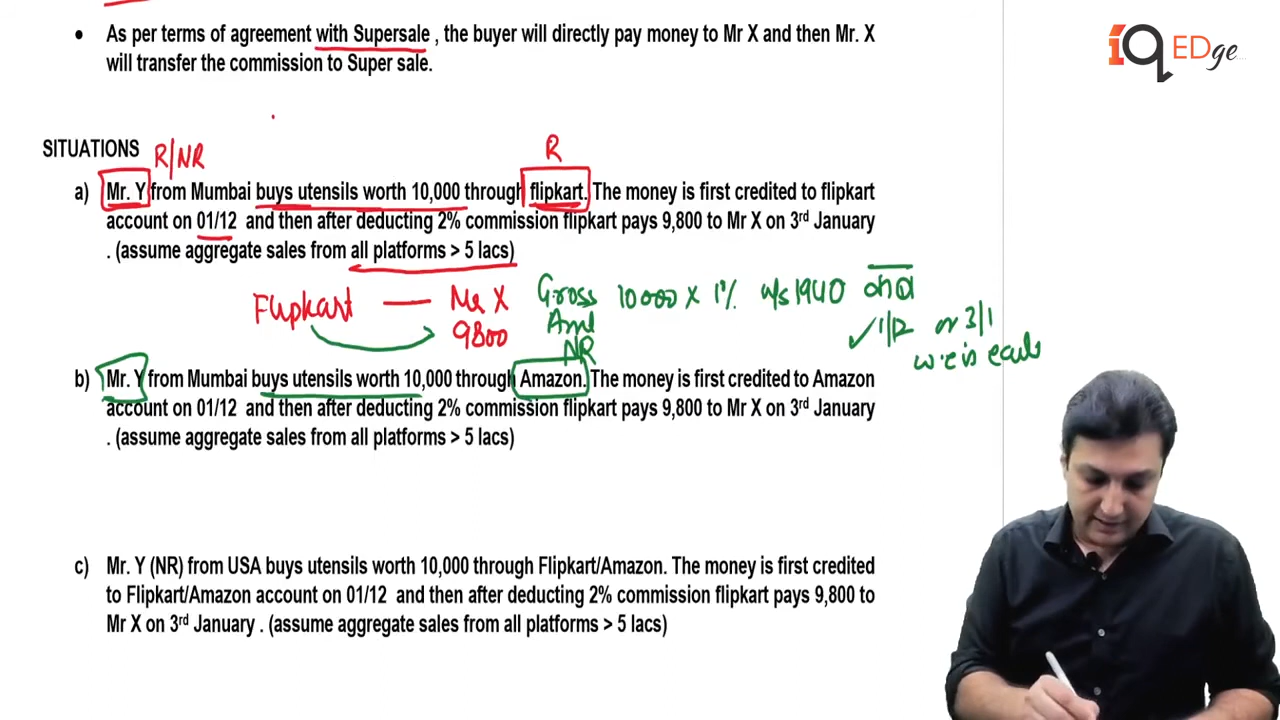 • As per terms of agreement with Supersale , the buyer will directly pay money to Mr X and then Mr. X
will transfer the commission to Super sale.
iQ EDge
SITUATIONS R/NR
R
a) Mr. Y from Mumbai buys utensils worth 10,000 through flipkart. The money is first credited to flipkart
account on 01/12 and then after deducting 2% commission flipkart pays 9,800 to Mr X on 3rd January
. (assume aggregate sales from all platforms > 5 lacs)
Flipkart — Mr X Gross 10000 x 1% u/s 194O on
9800 Amt 1/12 or 3/1
NR w.e is earlier
b) Mr. Y from Mumbai buys utensils worth 10,000 through Amazon. The money is first credited to Amazon
account on 01/12 and then after deducting 2% commission flipkart pays 9,800 to Mr X on 3rd January
. (assume aggregate sales from all platforms > 5 lacs)
c) Mr. Y (NR) from USA buys utensils worth 10,000 through Flipkart/Amazon. The money is first credited
to Flipkart/Amazon account on 01/12 and then after deducting 2% commission flipkart pays 9,800 to
Mr X on 3rd January . (assume aggregate sales from all platforms > 5 lacs)